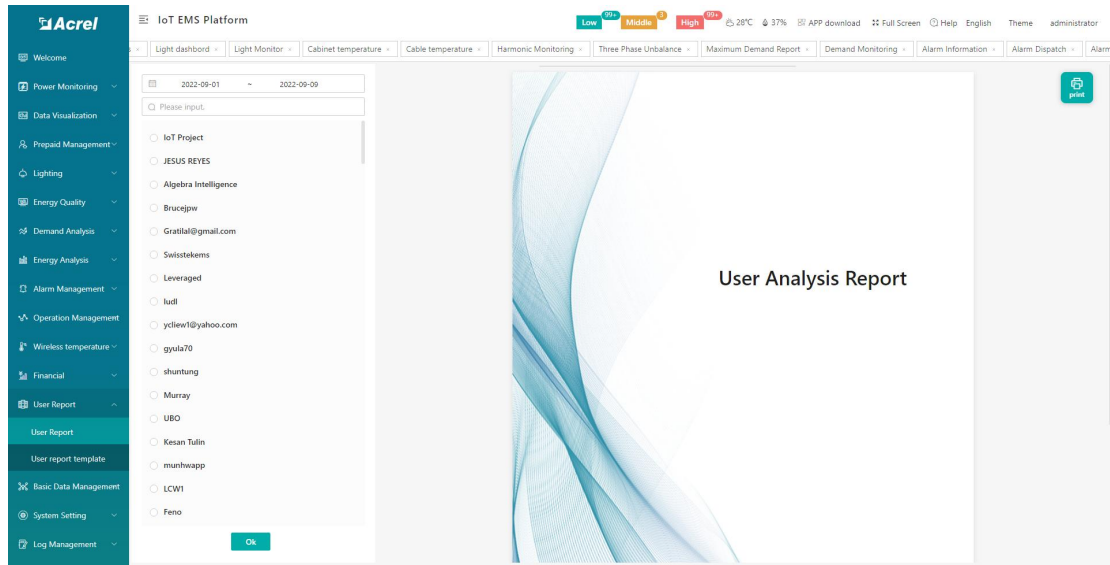 Acrel
IoT EMS Platform
Low 99+ Middle 3 High 99+ 28℃ 37% APP download Full Screen Help English Theme administrator
Light dashbord × Light Monitor × Cabinet temperature × Cable temperature × Harmonic Monitoring × Three Phase Unbalance × Maximum Demand Report × Demand Monitoring × Alarm Information × Alarm Dispatch × Alarm
Welcome
Power Monitoring
Data Visualization
Prepaid Management
Lighting
Energy Quality
Demand Analysis
Energy Analysis
Alarm Management
Operation Management
Wireless temperature
Financial
User Report
User Report
User report template
Basic Data Management
System Setting
Log Management
2022-09-01 ~ 2022-09-09
Please input.
IoT Project
JESUS REYES
Algebra Intelligence
Brucejpw
Gratilal@gmail.com
Swisstekems
Leveraged
ludl
ycliew1@yahoo.com
gyula70
shuntung
Murray
UBO
Kesan Tulin
munhwapp
LCW1
Feno
Ok
User Analysis Report
print